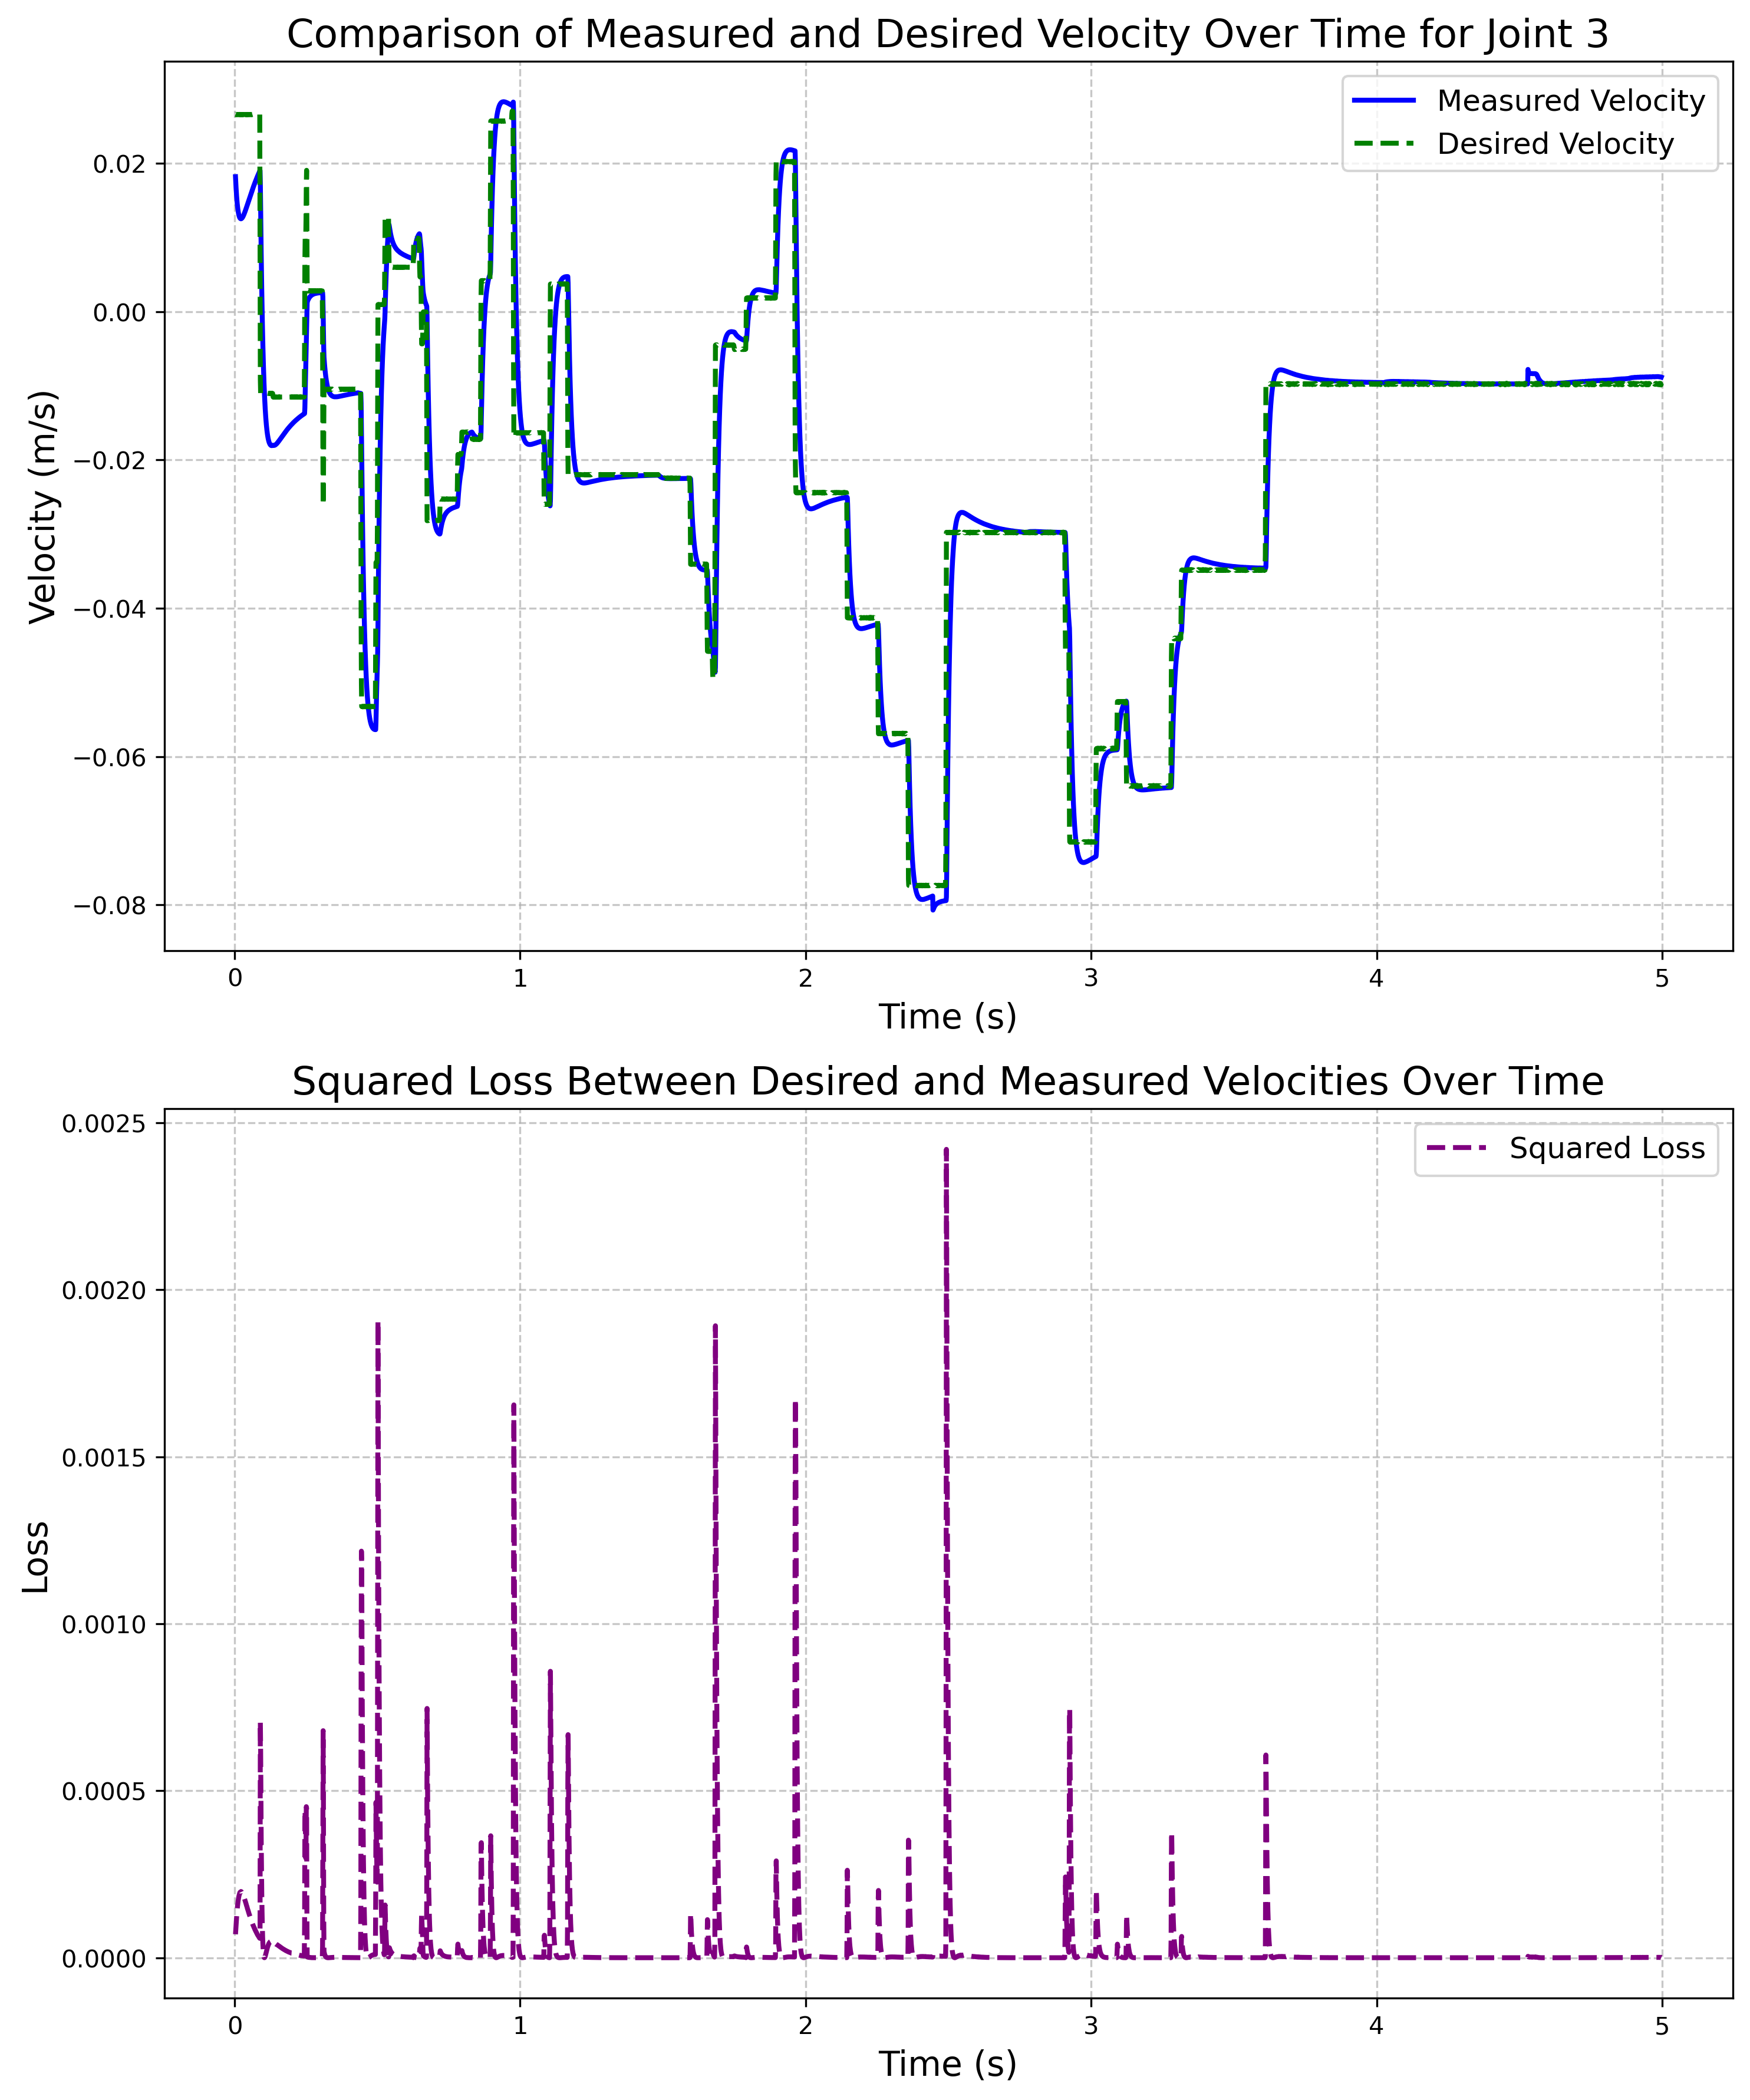 Comparison of Measured and Desired Velocity Over Time for Joint 3
Measured Velocity
Desired Velocity
0.02
0.00
−0.02
−0.04
−0.06
−0.08
Velocity (m/s)
0 1 2 3 4 5
Time (s)
Squared Loss Between Desired and Measured Velocities Over Time
Squared Loss
0.0025
0.0020
0.0015
0.0010
0.0005
0.0000
Loss
0 1 2 3 4 5
Time (s)